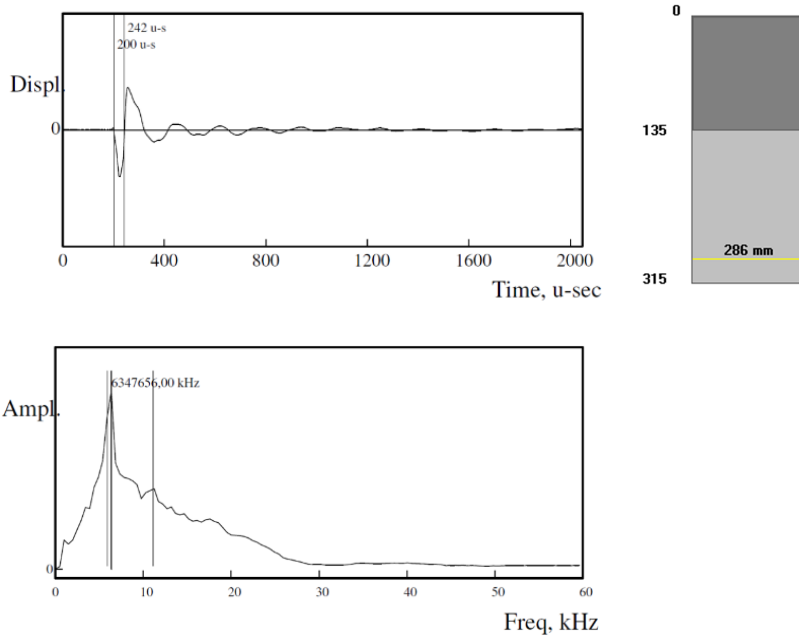 242 u-s
200 u-s
Displ.
0
0 400 800 1200 1600 2000
Time, u-sec
0
135
286 mm
315
6347656,00 kHz
Ampl.
0
0 10 20 30 40 50 60
Freq, kHz